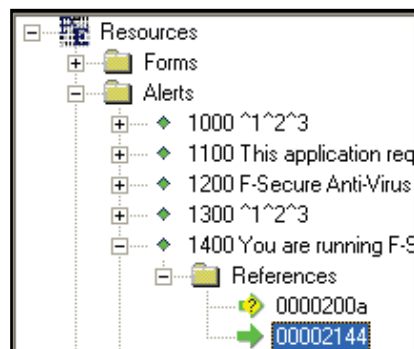 Resources
Forms
Alerts
1000 ^1^2^3
1100 This application req
1200 F-Secure Anti-Virus
1300 ^1^2^3
1400 You are running F-S
References
0000200a
00002144